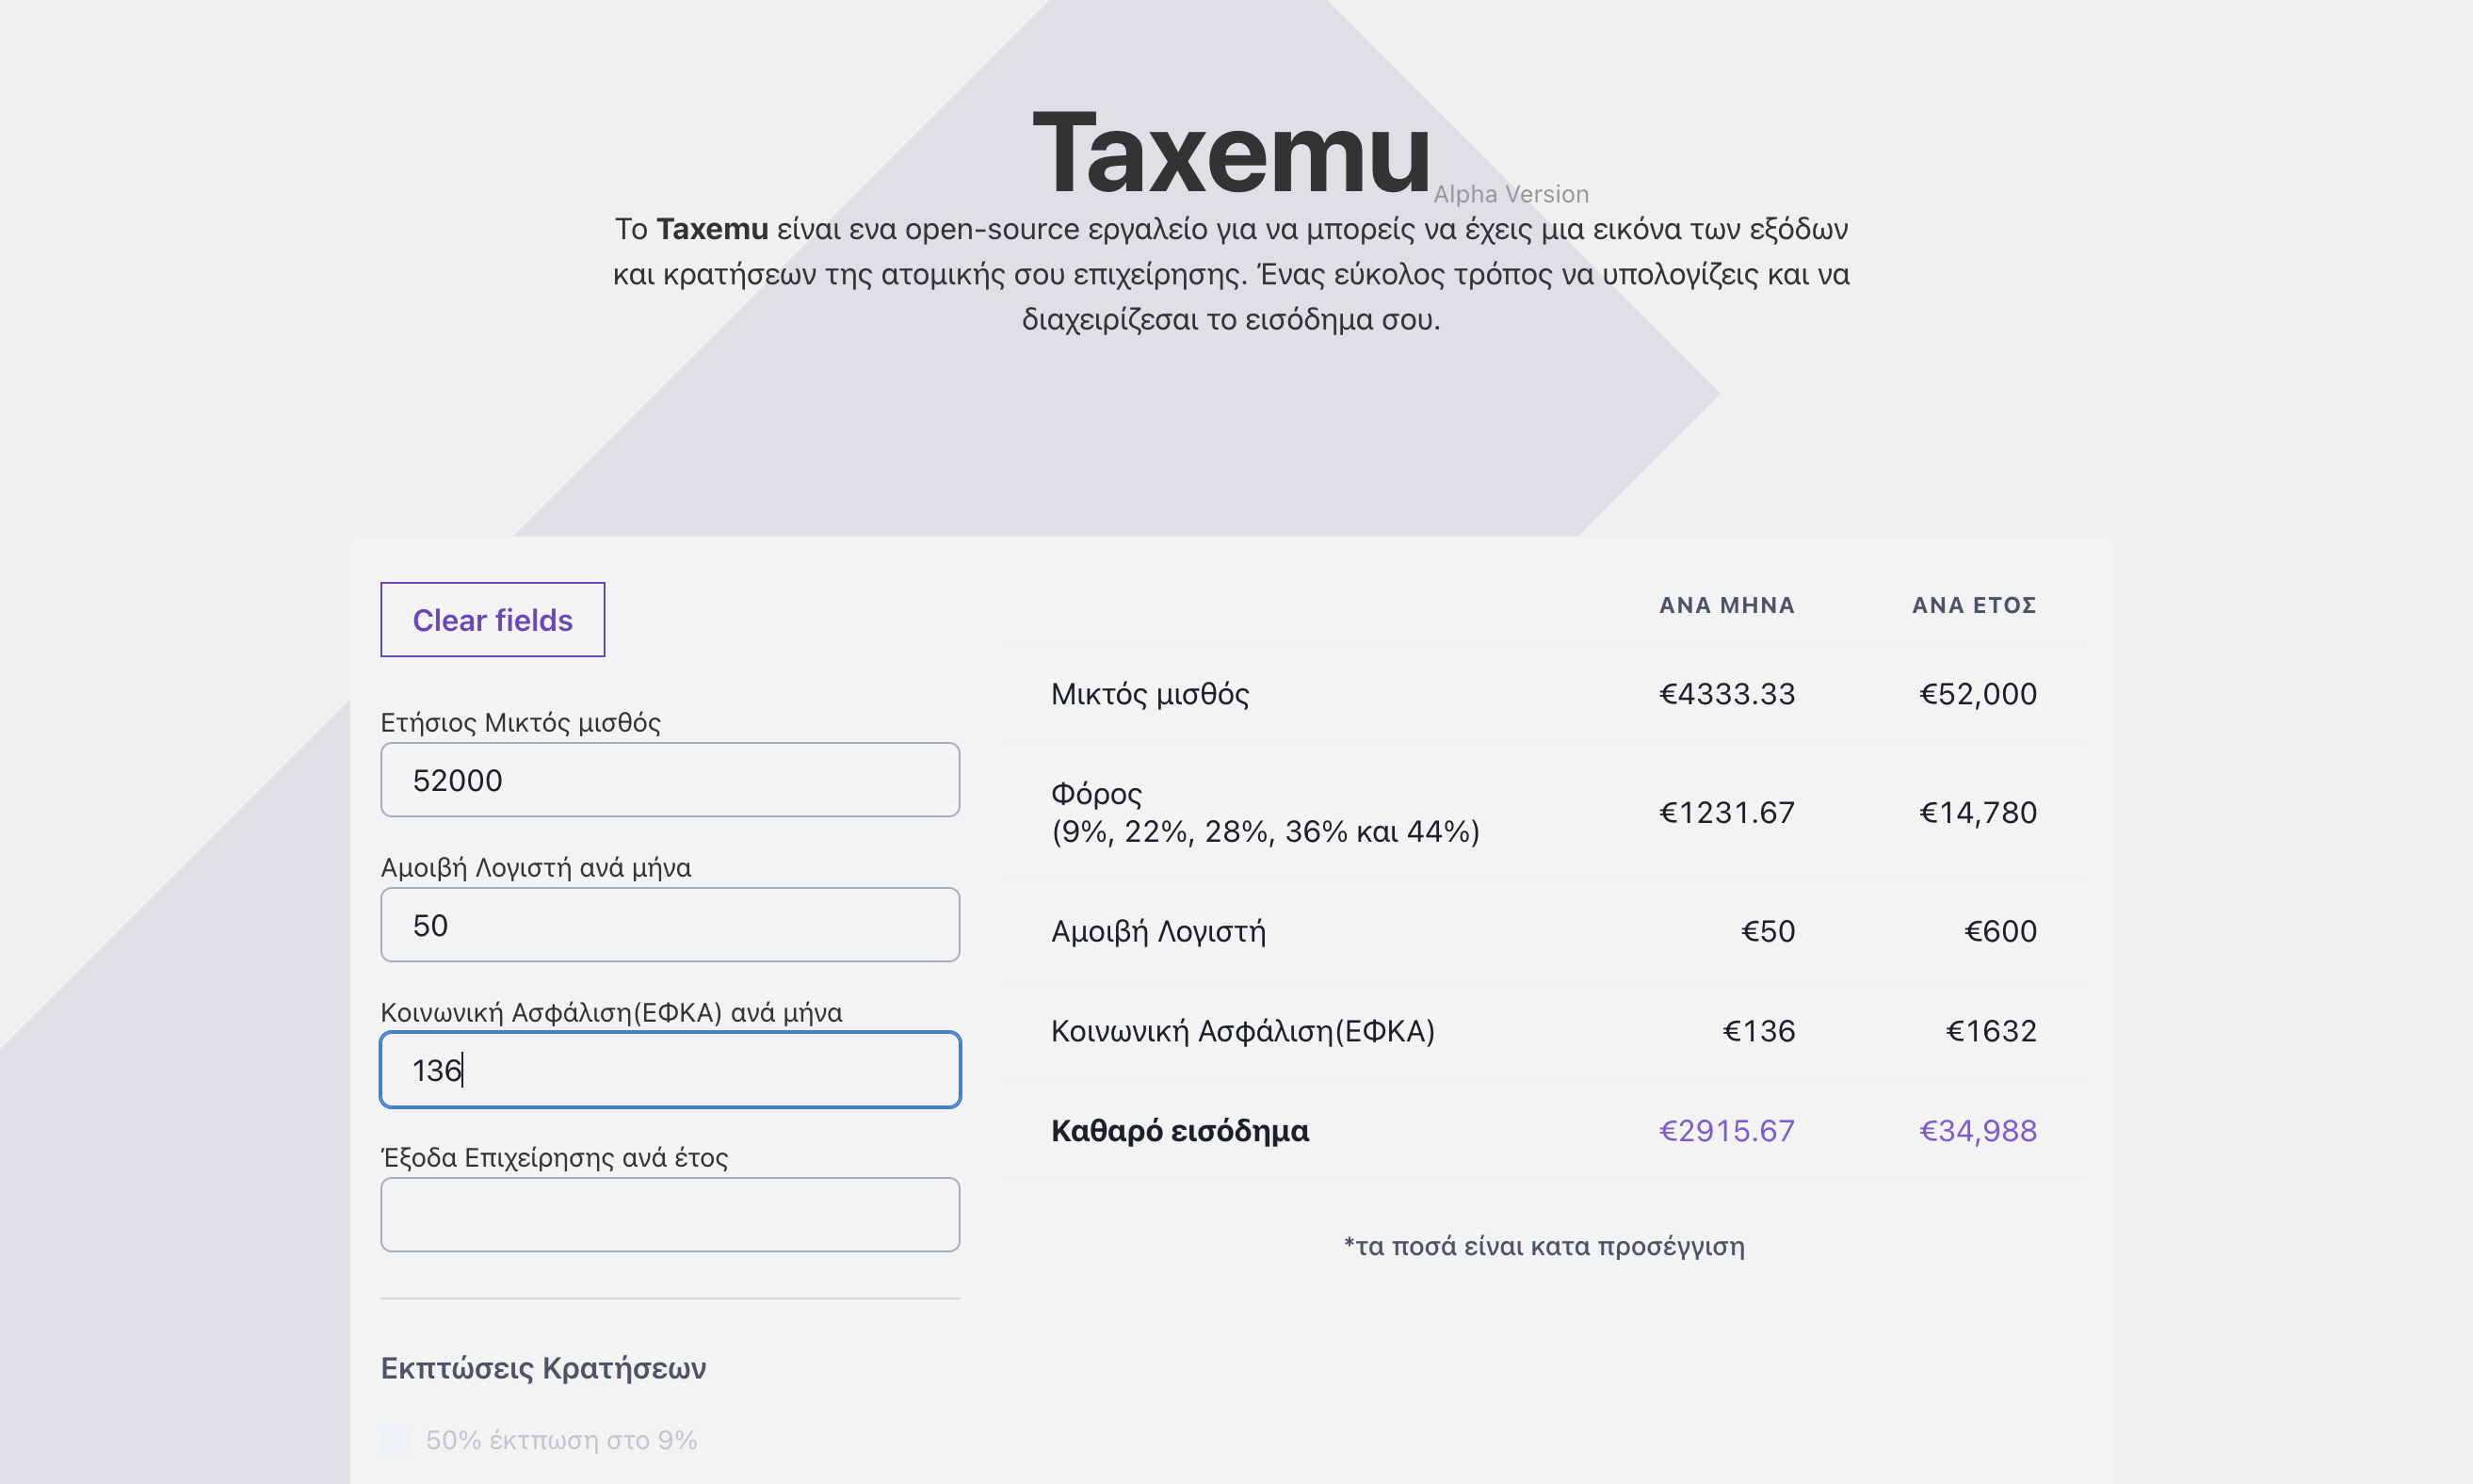 Taxemu
Alpha Version
Το Taxemu είναι ενα open-source εργαλείο για να μπορείς να έχεις μια εικόνα των εξόδων
και κρατήσεων της ατομικής σου επιχείρησης. Ένας εύκολος τρόπος να υπολογίζεις και να
διαχειρίζεσαι το εισόδημα σου.
Clear fields
Ετήσιος Μικτός μισθός
52000
Αμοιβή Λογιστή ανά μήνα
50
Κοινωνική Ασφάλιση(ΕΦΚΑ) ανά μήνα
136
Έξοδα Επιχείρησης ανά έτος
Εκπτώσεις Κρατήσεων
50% έκτπωση στο 9%
ΑΝΑ ΜΗΝΑ ΑΝΑ ΕΤΟΣ
Μικτός μισθός €4333.33 €52,000
Φόρος
(9%, 22%, 28%, 36% και 44%) €1231.67 €14,780
Αμοιβή Λογιστή €50 €600
Κοινωνική Ασφάλιση(ΕΦΚΑ) €136 €1632
Καθαρό εισόδημα €2915.67 €34,988
*τα ποσά είναι κατα προσέγγιση